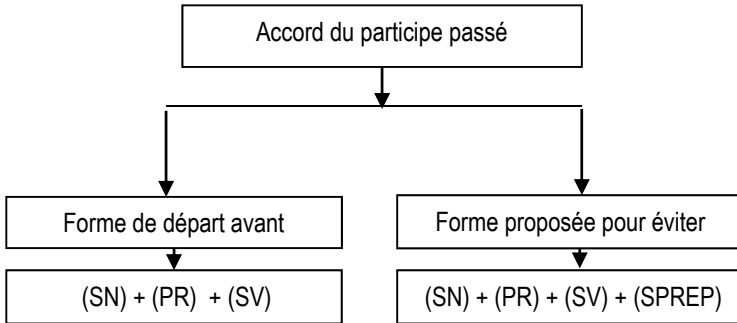 Accord du participe passé
Forme de départ avant
Forme proposée pour éviter
(SN) + (PR) + (SV)
(SN) + (PR) + (SV) + (SPREP)